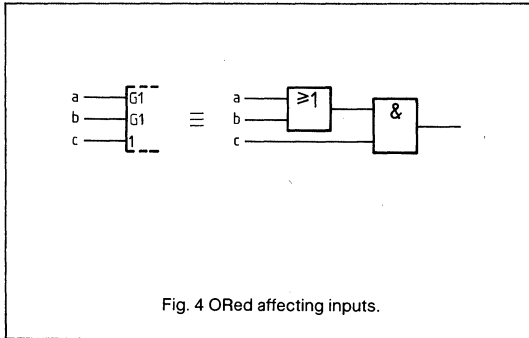 a G1 a ≥1
b G1 ≡ b &
c 1 c
Fig. 4 ORed affecting inputs.